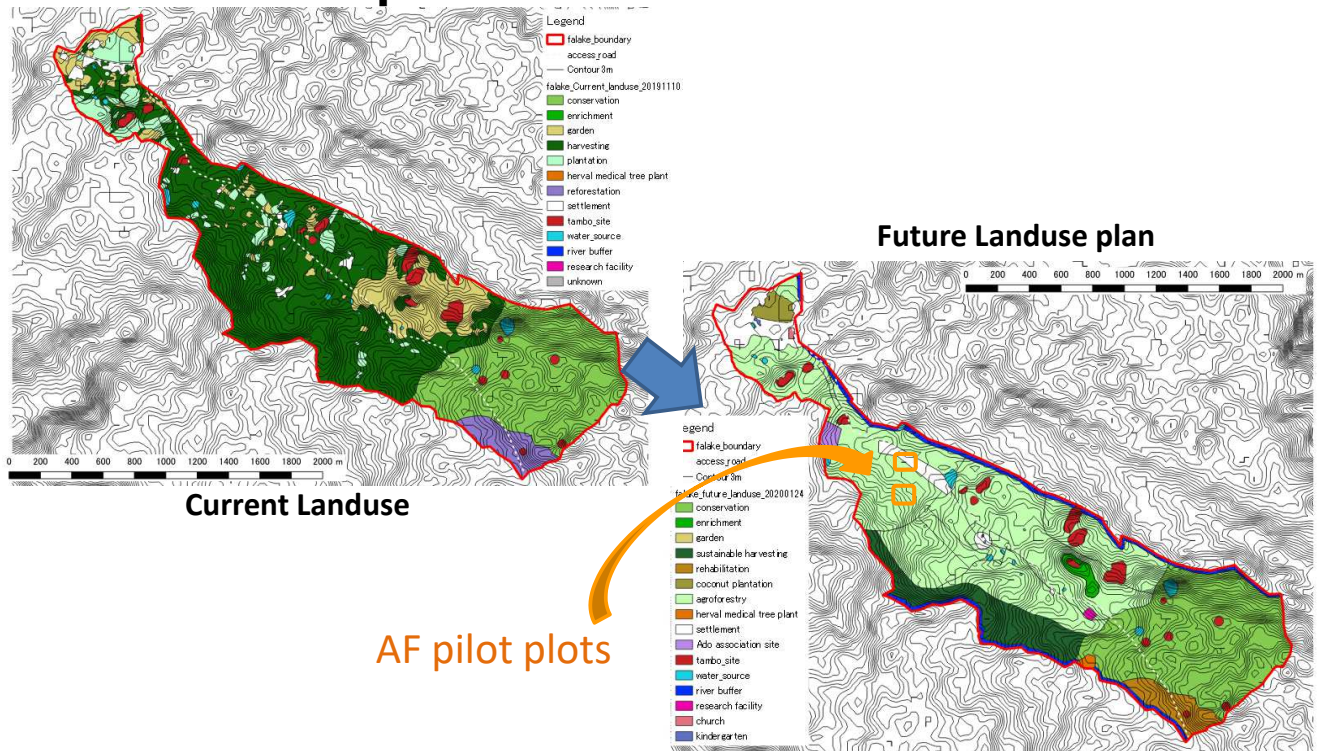 Legend
falake_boundary
access_road
Contour3m
falake_Current_landuse_20191110
conservation
enrichment
garden
harvesting
plantation
herval medical tree plant
reforestation
settlement
tambo_site
water_source
river buffer
research facility
unknown
0 200 400 600 800 1000 1200 1400 1600 1800 2000 m
Current Landuse
Future Landuse plan
0 200 400 600 800 1000 1200 1400 1600 1800 2000 m
egend
falake_boundary
access_road
Contour3m
falake_future_landuse_20200124
conservation
enrichment
garden
sustainable harvesting
rehabilitation
coconut plantation
agroforestry
herval medical tree plant
settlement
Ado association site
tambo_site
water_source
river buffer
research facility
church
kindergarten
AF pilot plots